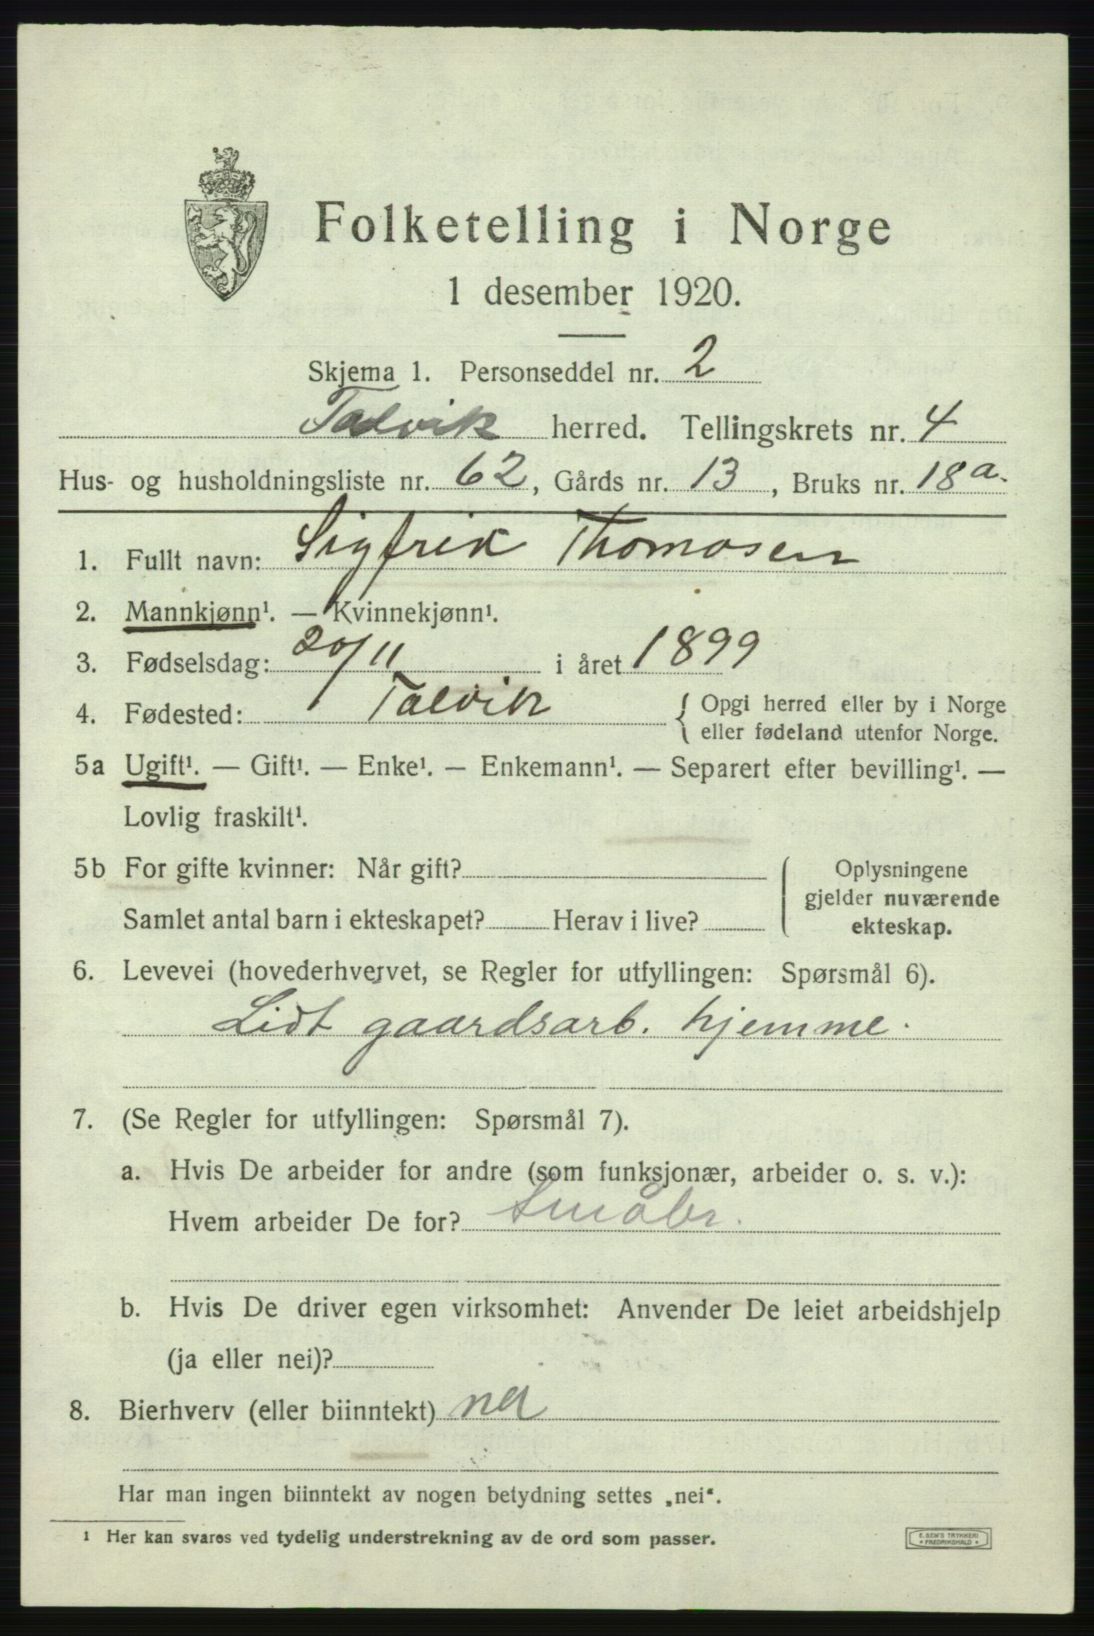 Folketelling i Norge
1 desember 1920.
Skjema 1. Personseddel nr. 2
Talvik herred. Tellingskrets nr. 4
Hus- og husholdningsliste nr. 62, Gårds nr. 13, Bruks nr. 18a.
1. Fullt navn: Sigfrik Thomasen
2. Mannkjønn¹. — Kvinnekjønn¹.
3. Fødselsdag: 20/11 i året 1899
4. Fødested: Talvik { Opgi herred eller by i Norge
eller fødeland utenfor Norge.
5a Ugift¹. — Gift¹. — Enke¹. — Enkemann¹. — Separert efter bevilling¹. —
Lovlig fraskilt¹.
5b For gifte kvinner: Når gift?
Samlet antal barn i ekteskapet? Herav i live?
Oplysningene
gjelder nuværende
ekteskap.
6. Levevei (hovederhvervet, se Regler for utfyllingen: Spørsmål 6).
Lidt gaardsarb. hjemme.
7. (Se Regler for utfyllingen: Spørsmål 7).
a. Hvis De arbeider for andre (som funksjonær, arbeider o. s. v.):
Hvem arbeider De for? Småbr.
b. Hvis De driver egen virksomhet: Anvender De leiet arbeidshjelp
(ja eller nei)?
8. Bierhverv (eller biinntekt) nei
Har man ingen biinntekt av nogen betydning settes „nei“.
¹ Her kan svares ved tydelig understrekning av de ord som passer.
E. SEM'S TRYKKERI
FREDRIKSHALD